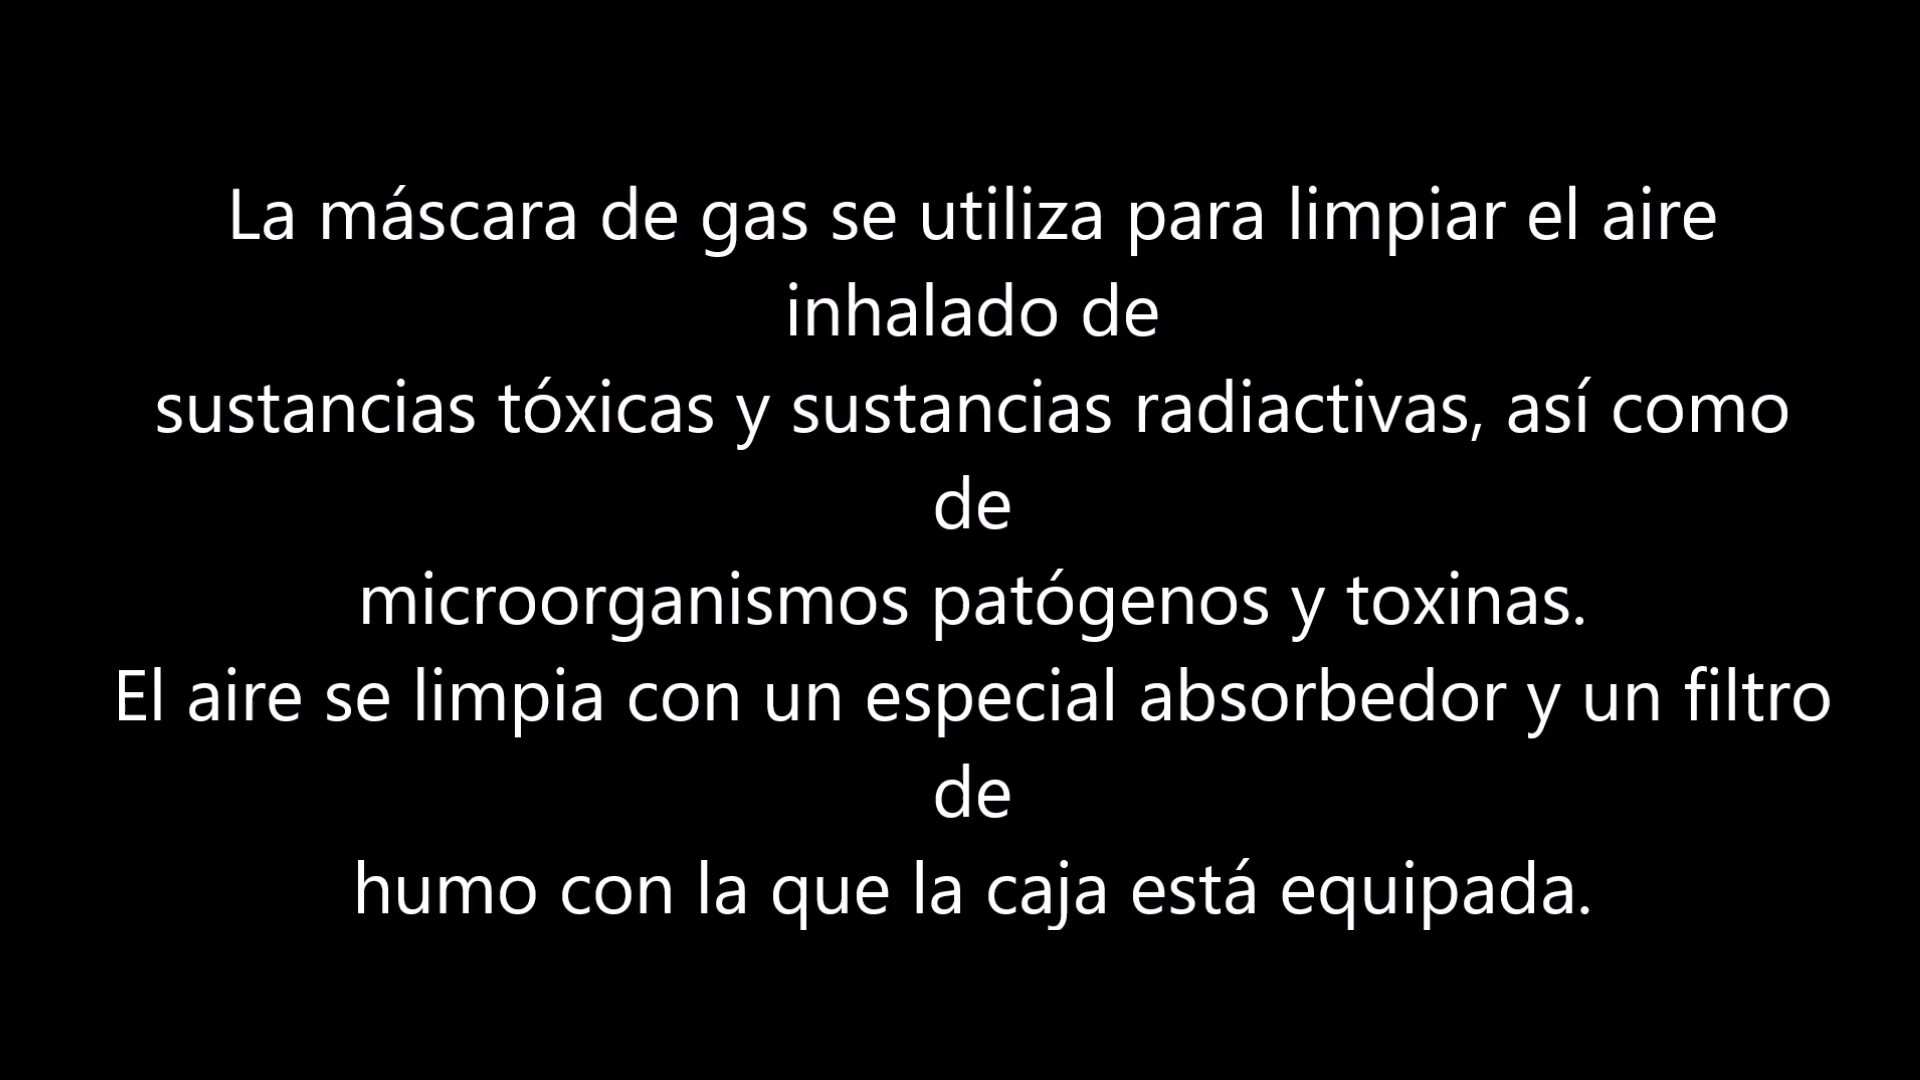 La máscara de gas se utiliza para limpiar el aire
inhalado de
sustancias tóxicas y sustancias radiactivas, así como
de
microorganismos patógenos y toxinas.
El aire se limpia con un especial absorbedor y un filtro
de
humo con la que la caja está equipada.